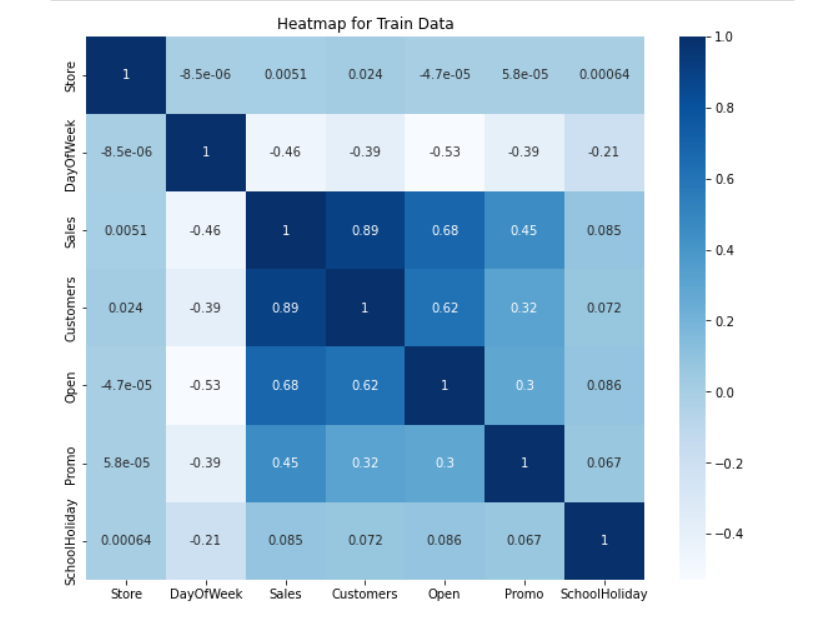 Heatmap for Train Data
Store 1 -8.5e-06 0.0051 0.024 -4.7e-05 5.8e-05 0.00064
DayOfWeek -8.5e-06 1 -0.46 -0.39 -0.53 -0.39 -0.21
Sales 0.0051 -0.46 1 0.89 0.68 0.45 0.085
Customers 0.024 -0.39 0.89 1 0.62 0.32 0.072
Open -4.7e-05 -0.53 0.68 0.62 1 0.3 0.086
Promo 5.8e-05 -0.39 0.45 0.32 0.3 1 0.067
SchoolHoliday 0.00064 -0.21 0.085 0.072 0.086 0.067 1
Store DayOfWeek Sales Customers Open Promo SchoolHoliday
1.0
0.8
0.6
0.4
0.2
0.0
−0.2
−0.4